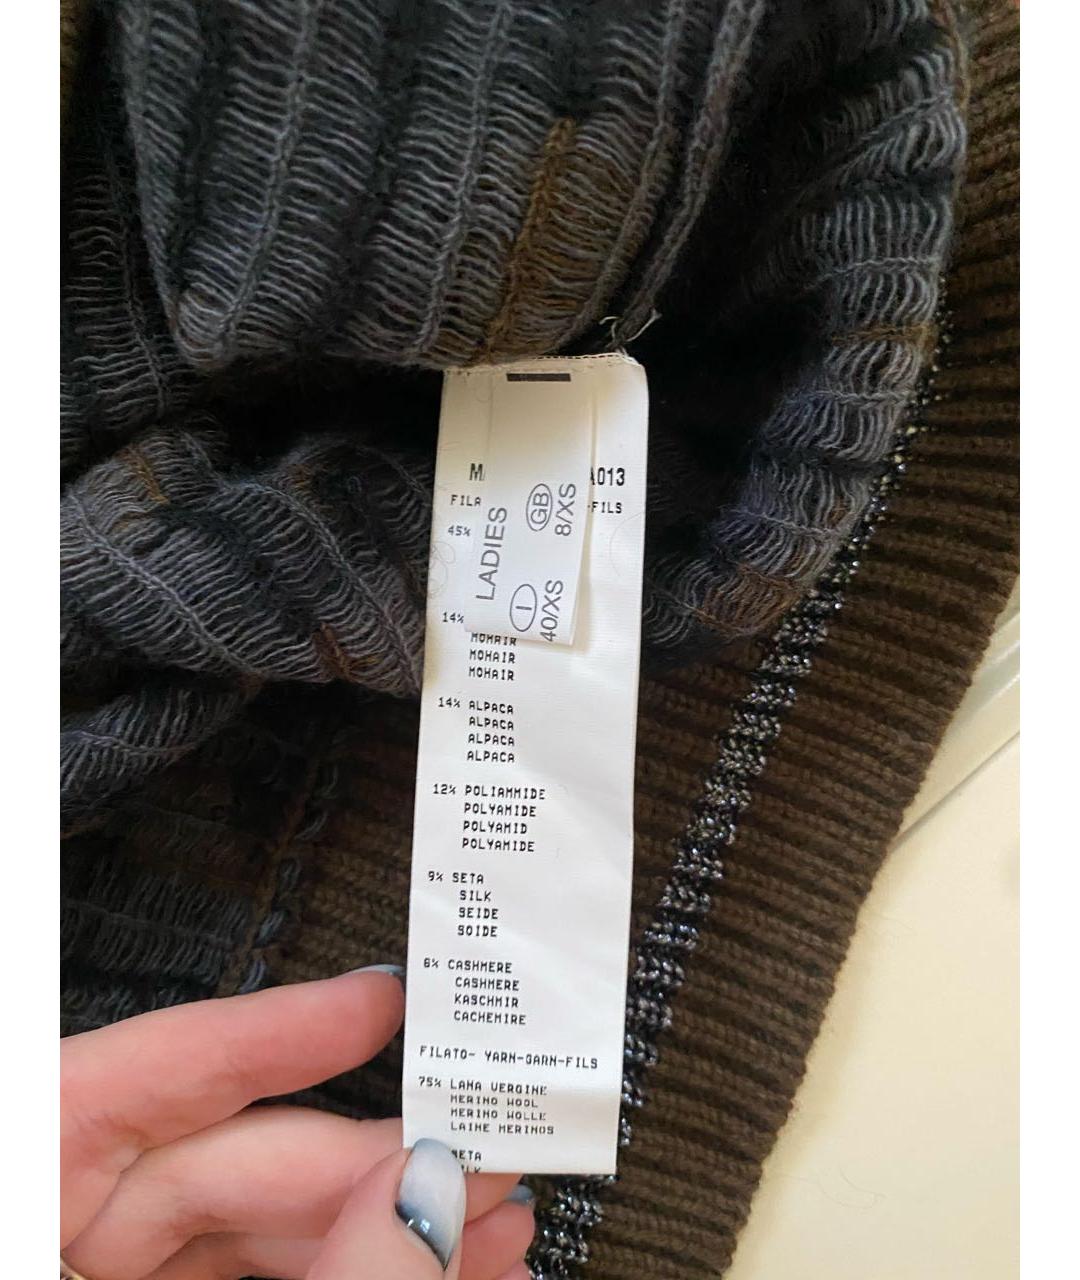 M
A013
FILA
-FILS
45%
LADIES
GB
8/XS
I
40/XS
14%
MOHAIR
MOHAIR
MOHAIR
14% ALPACA
ALPACA
ALPACA
ALPACA
12% POLIAMMIDE
POLYAMIDE
POLYAMID
POLYAMIDE
9% SETA
SILK
SEIDE
SOIDE
6% CASHMERE
CASHMERE
KASCHMIR
CACHEMIRE
FILATO- YARN-GARN-FILS
75% LANA VERGINE
MERINO WOOL
MERINO WOLLE
LAINE MERINOS
SETA